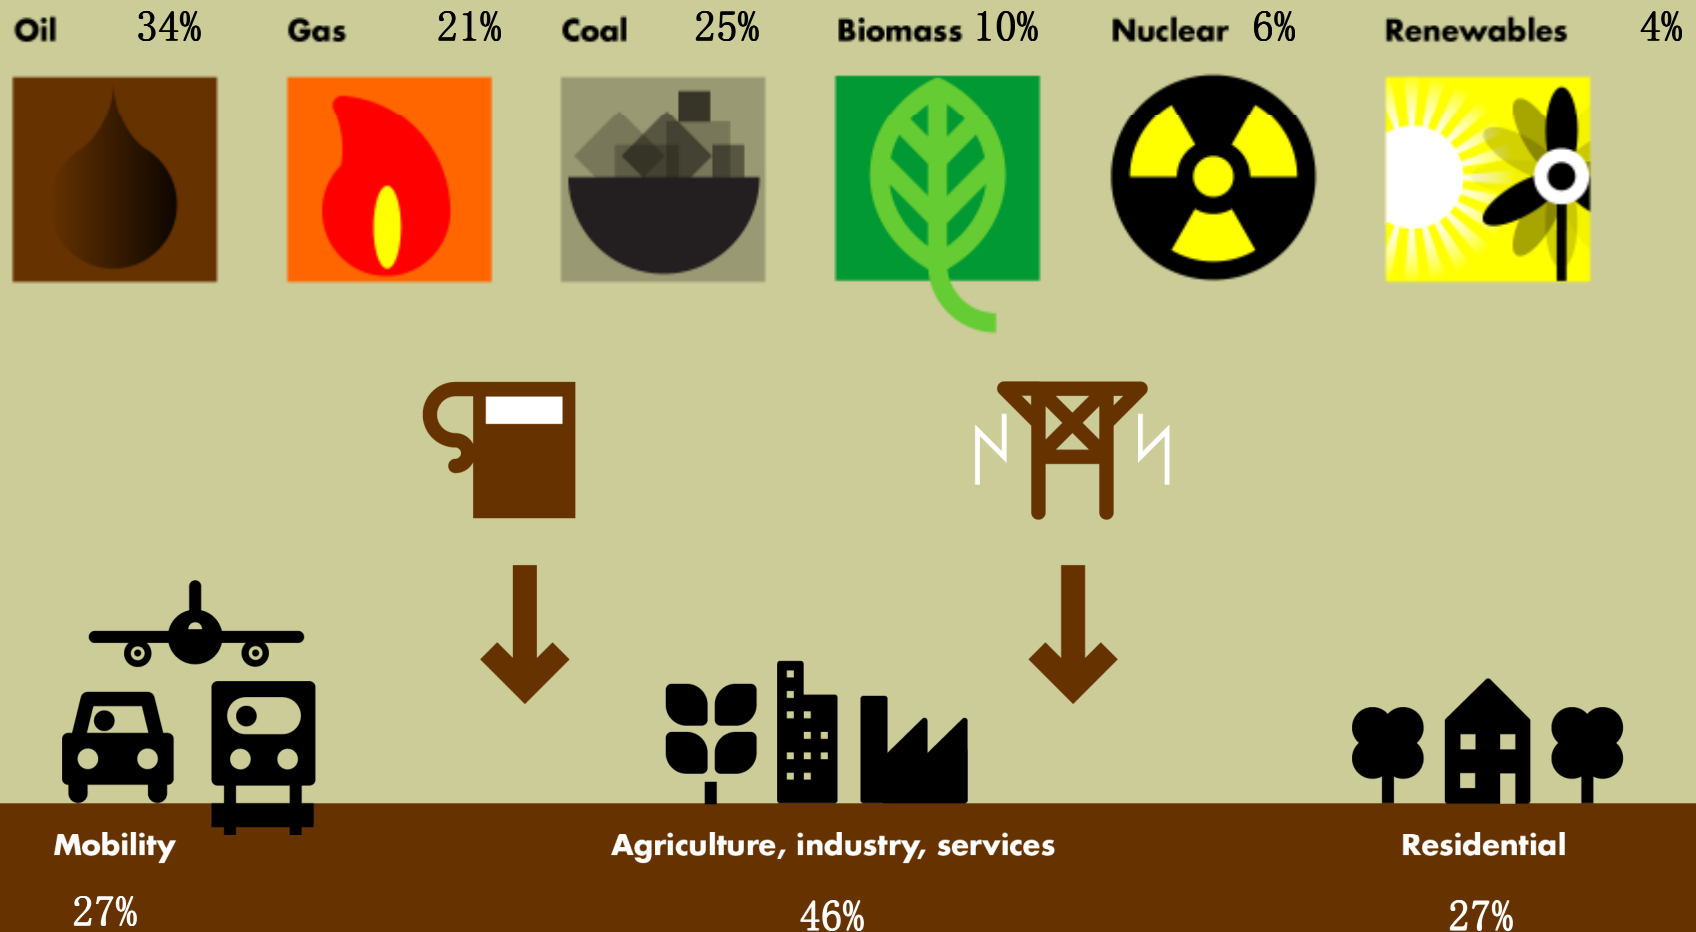 Oil 34% Gas 21% Coal 25% Biomass 10% Nuclear 6% Renewables 4%
Mobility Agriculture, industry, services Residential
27% 46% 27%